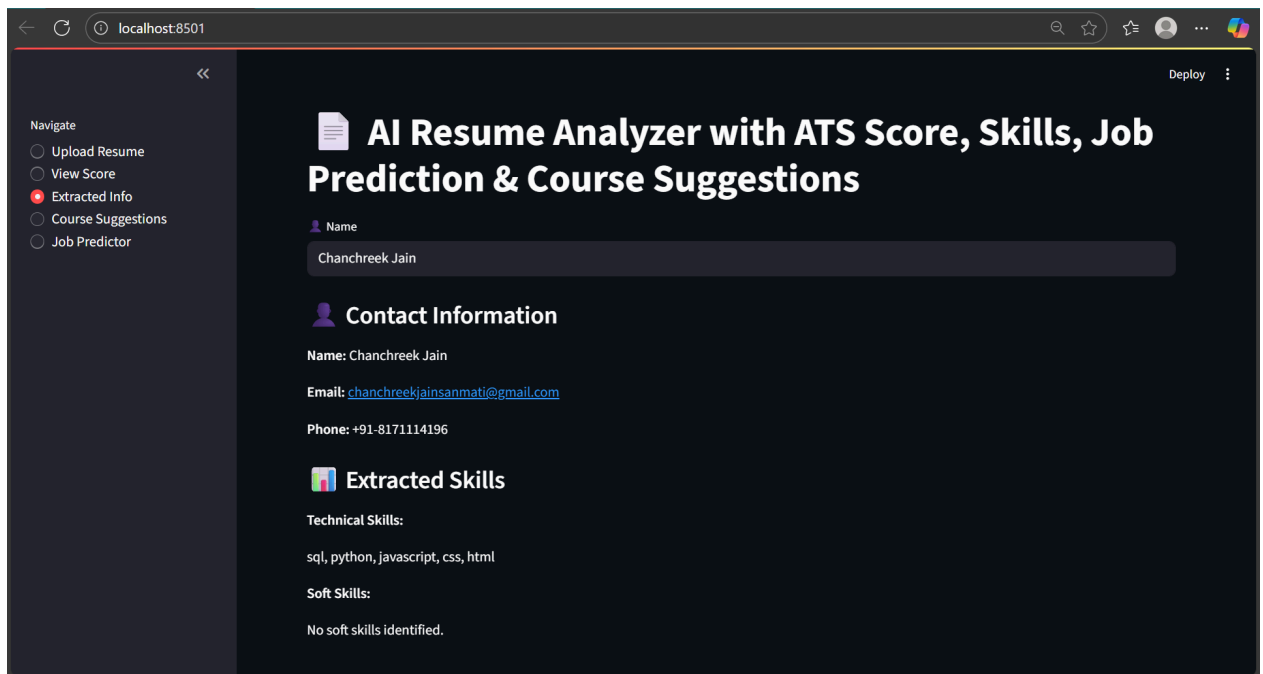 localhost:8501
Deploy
Navigate
Upload Resume
View Score
Extracted Info
Course Suggestions
Job Predictor
AI Resume Analyzer with ATS Score, Skills, Job
Prediction & Course Suggestions
Name
Chanchreek Jain
Contact Information
Name: Chanchreek Jain
Email: chanchreekjainsanmati@gmail.com
Phone: +91-8171114196
Extracted Skills
Technical Skills:
sql, python, javascript, css, html
Soft Skills:
No soft skills identified.